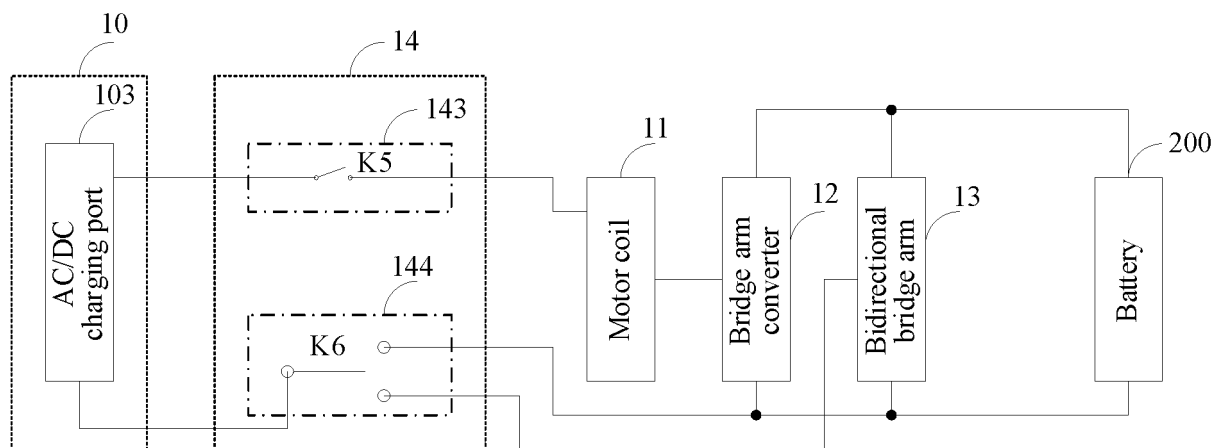 10
14
103
143
K5
11
200
12
13
144
K6
AC/DC
charging port
Motor coil
Bridge arm
converter
Bidirectional
bridge arm
Battery